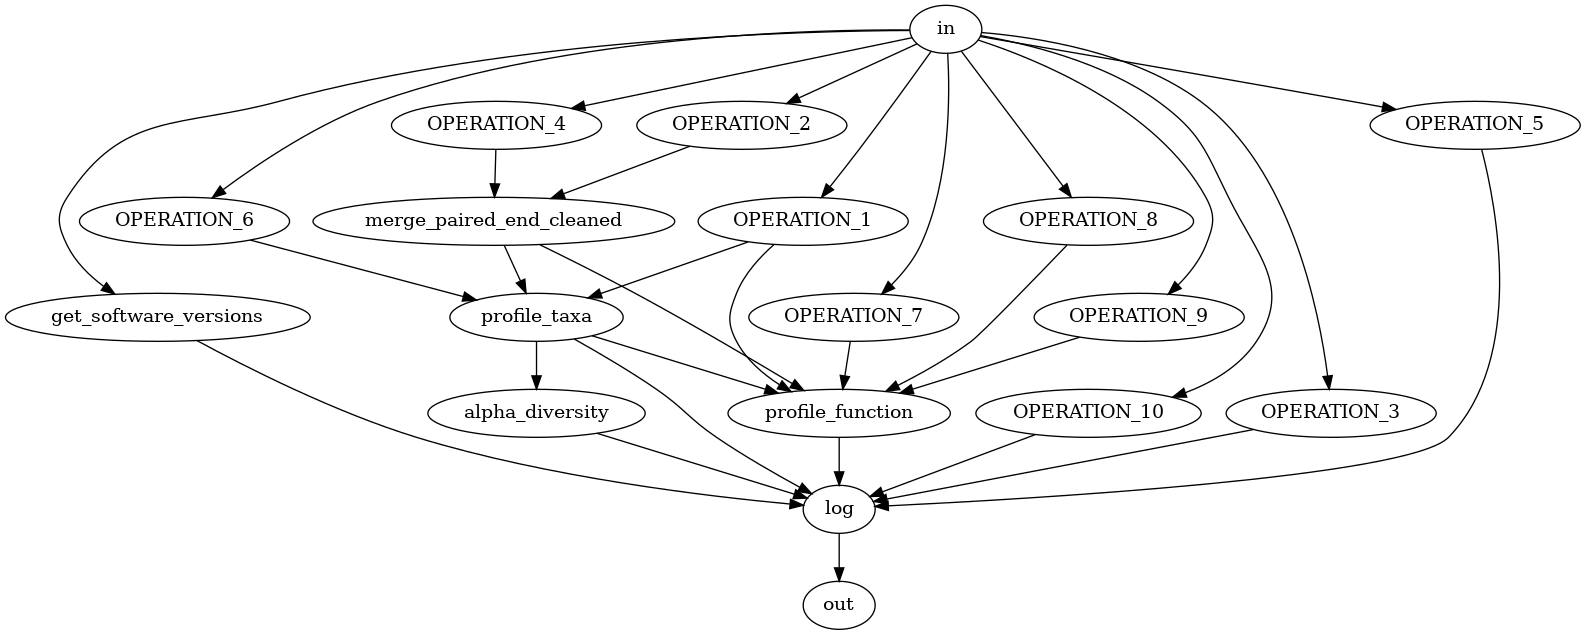 in
OPERATION_4
OPERATION_2
OPERATION_5
OPERATION_6
merge_paired_end_cleaned
OPERATION_1
OPERATION_8
get_software_versions
profile_taxa
OPERATION_7
OPERATION_9
alpha_diversity
profile_function
OPERATION_10
OPERATION_3
log
out